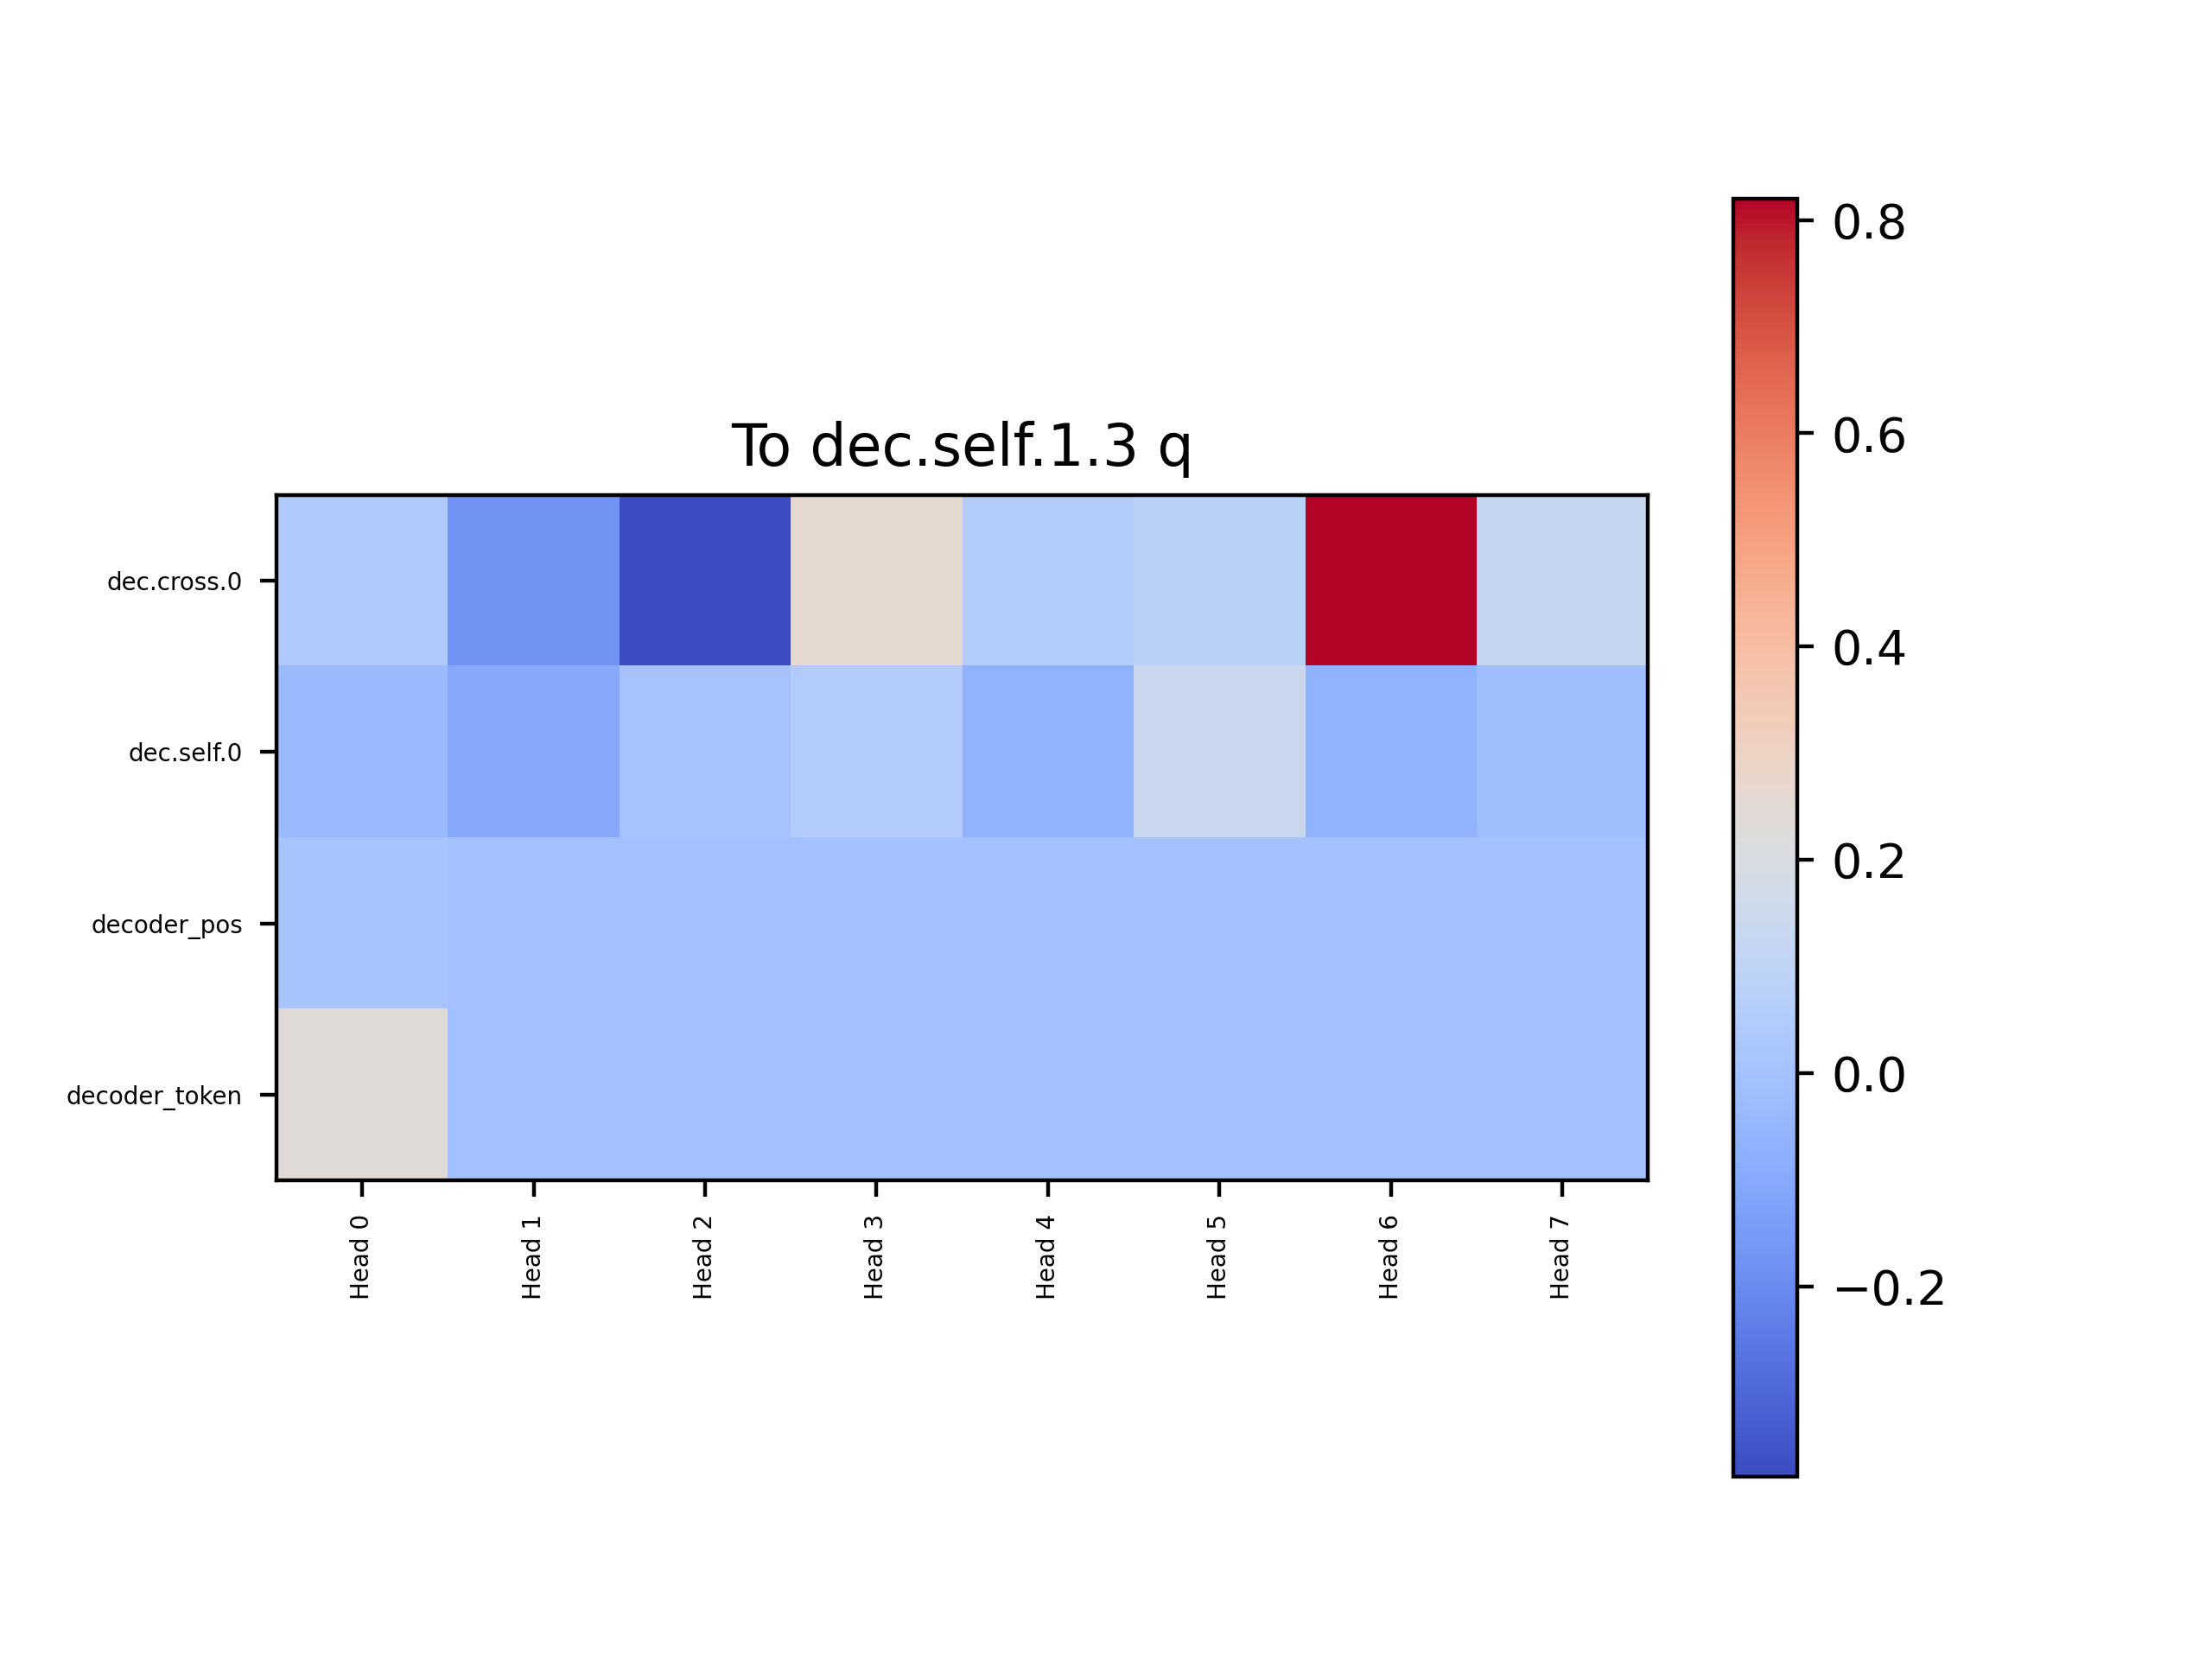 To dec.self.1.3 q
dec.cross.0
dec.self.0
decoder_pos
decoder_token
Head 0
Head 1
Head 2
Head 3
Head 4
Head 5
Head 6
Head 7
0.8
0.6
0.4
0.2
0.0
−0.2